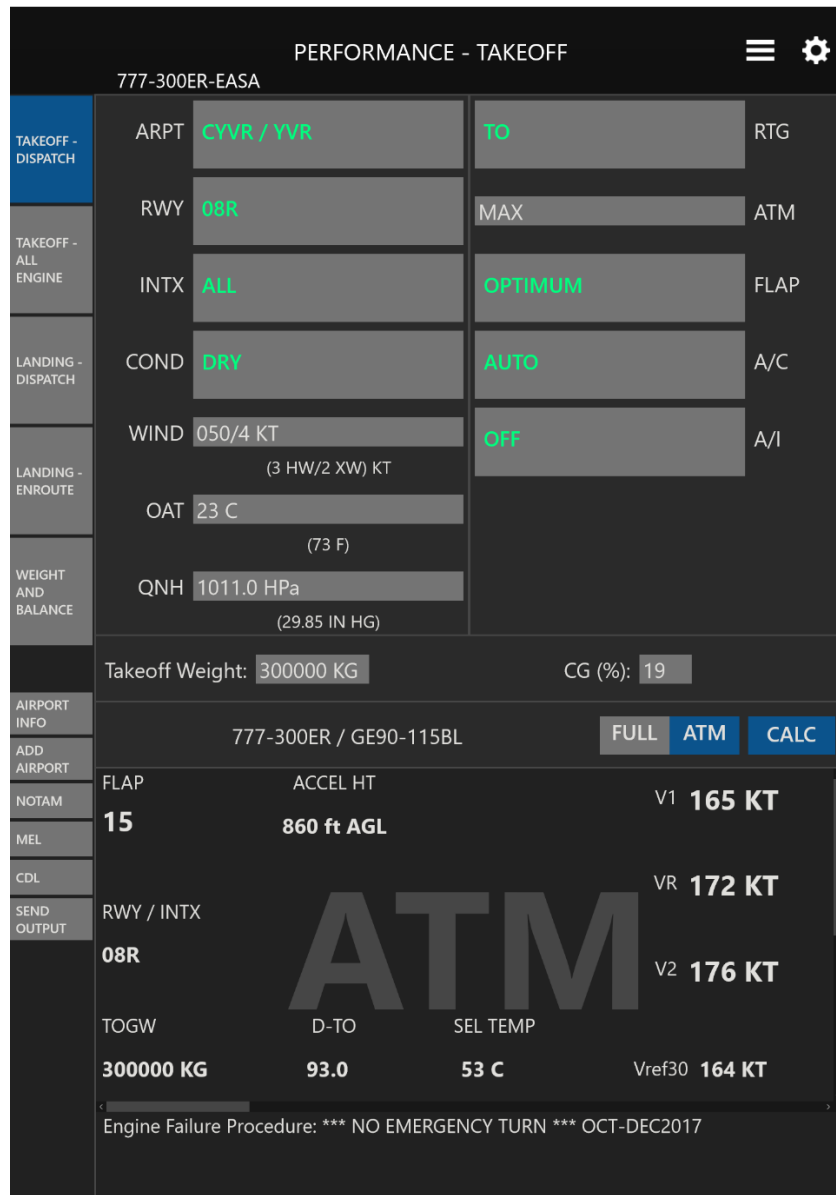 PERFORMANCE - TAKEOFF
777-300ER-EASA
TAKEOFF -
DISPATCH
TAKEOFF -
ALL
ENGINE
LANDING -
DISPATCH
LANDING -
ENROUTE
WEIGHT
AND
BALANCE
AIRPORT
INFO
ADD
AIRPORT
NOTAM
MEL
CDL
SEND
OUTPUT
ARPT CYVR / YVR
RWY 08R
INTX ALL
COND DRY
WIND 050/4 KT
(3 HW/2 XW) KT
OAT 23 C
(73 F)
QNH 1011.0 HPa
(29.85 IN HG)
TO RTG
MAX ATM
OPTIMUM FLAP
AUTO A/C
OFF A/I
Takeoff Weight: 300000 KG CG (%): 19
777-300ER / GE90-115BL FULL ATM CALC
FLAP ACCEL HT
15 860 ft AGL
V1 165 KT
VR 172 KT
RWY / INTX
08R
ATM
V2 176 KT
TOGW D-TO SEL TEMP
300000 KG 93.0 53 C Vref30 164 KT
Engine Failure Procedure: *** NO EMERGENCY TURN *** OCT-DEC2017